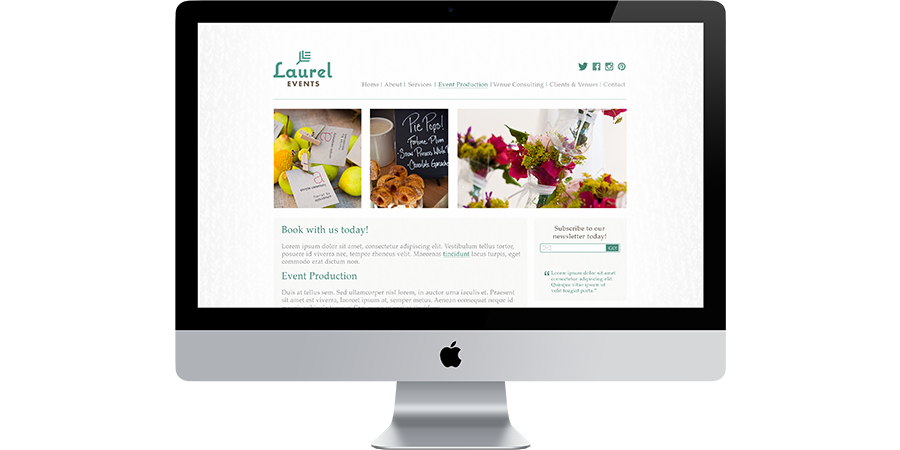 Laurel
EVENTS
Home | About | Services | Event Production | Venue Consulting | Clients & Venues | Contact
Pie Pops!
Book with us today!
Lorem ipsum dolor sit amet, consectetur adipiscing elit. Vestibulum tellus tortor,
posuere id viverra nec, tempor rhoncus velit. Maecenas tincidunt lacus turpis, eget
commodo erat dictum non.
Event Production
Duis at tellus sem. Sed ullamcorper nisl lorem, in auctor urna iaculis et. Praesent
sit amet est viverra, laoreet ipsum at, semper metus. Aenean consequat neque id
Subscribe to our
newsletter today!
GO!
Lorem ipsum dolor sit amet
consectetur adipiscing elit.
Quisque vitae ipsum ut
velit feugiat porta."